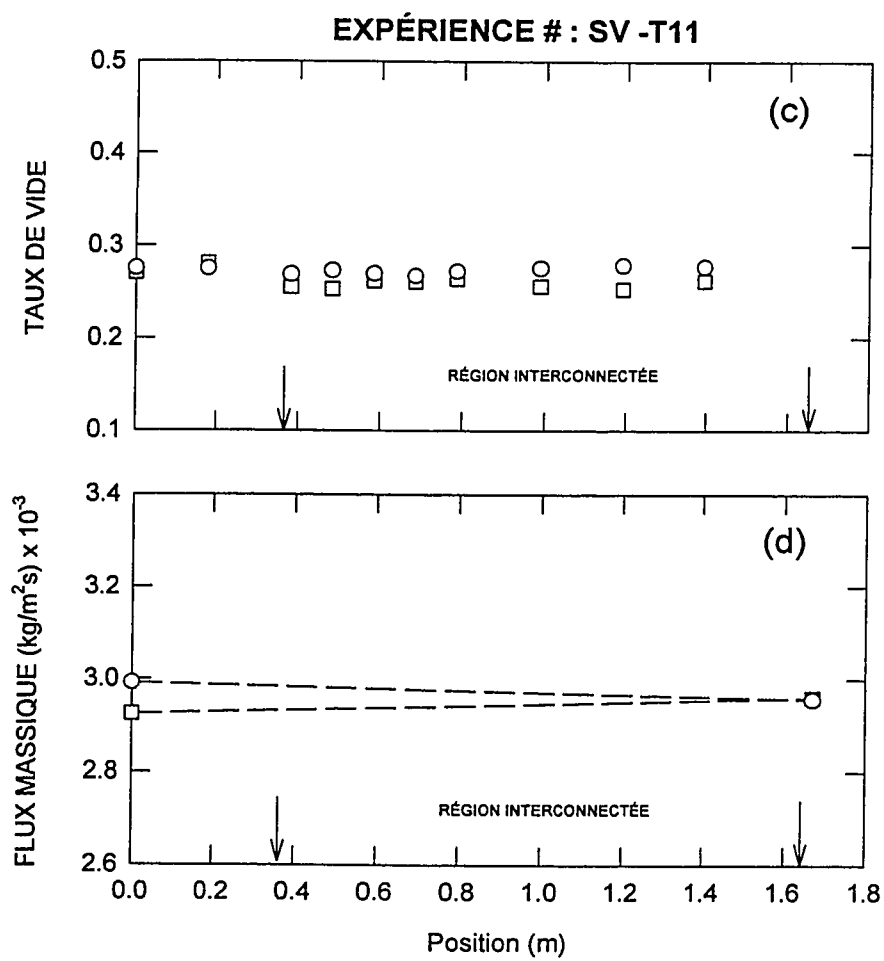 EXPÉRIENCE # : SV -T11
(c)
TAUX DE VIDE
0.5
0.4
0.3
0.2
0.1
RÉGION INTERCONNECTÉE
(d)
FLUX MASSIQUE (kg/m²s) x 10⁻³
3.4
3.2
3.0
2.8
2.6
RÉGION INTERCONNECTÉE
0.0 0.2 0.4 0.6 0.8 1.0 1.2 1.4 1.6 1.8
Position (m)